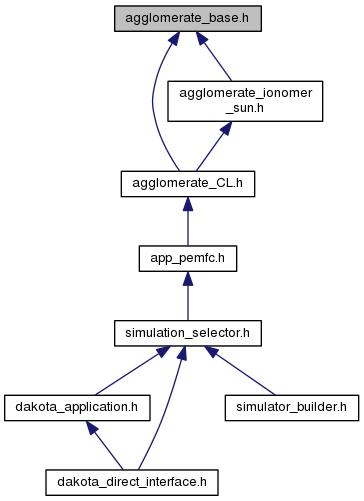 agglomerate_base.h
agglomerate_ionomer
_sun.h
agglomerate_CL.h
app_pemfc.h
simulation_selector.h
dakota_application.h
simulator_builder.h
dakota_direct_interface.h